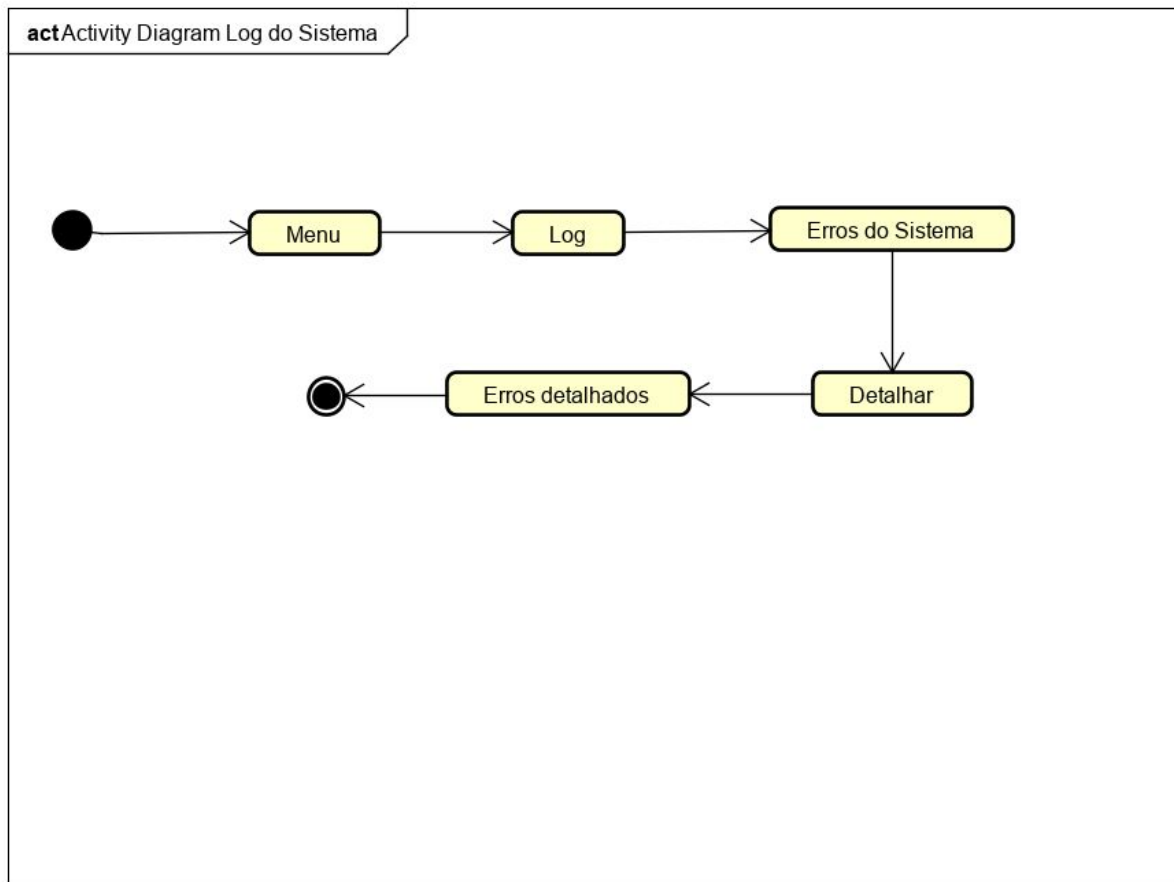 act Activity Diagram Log do Sistema
Menu
Log
Erros do Sistema
Erros detalhados
Detalhar